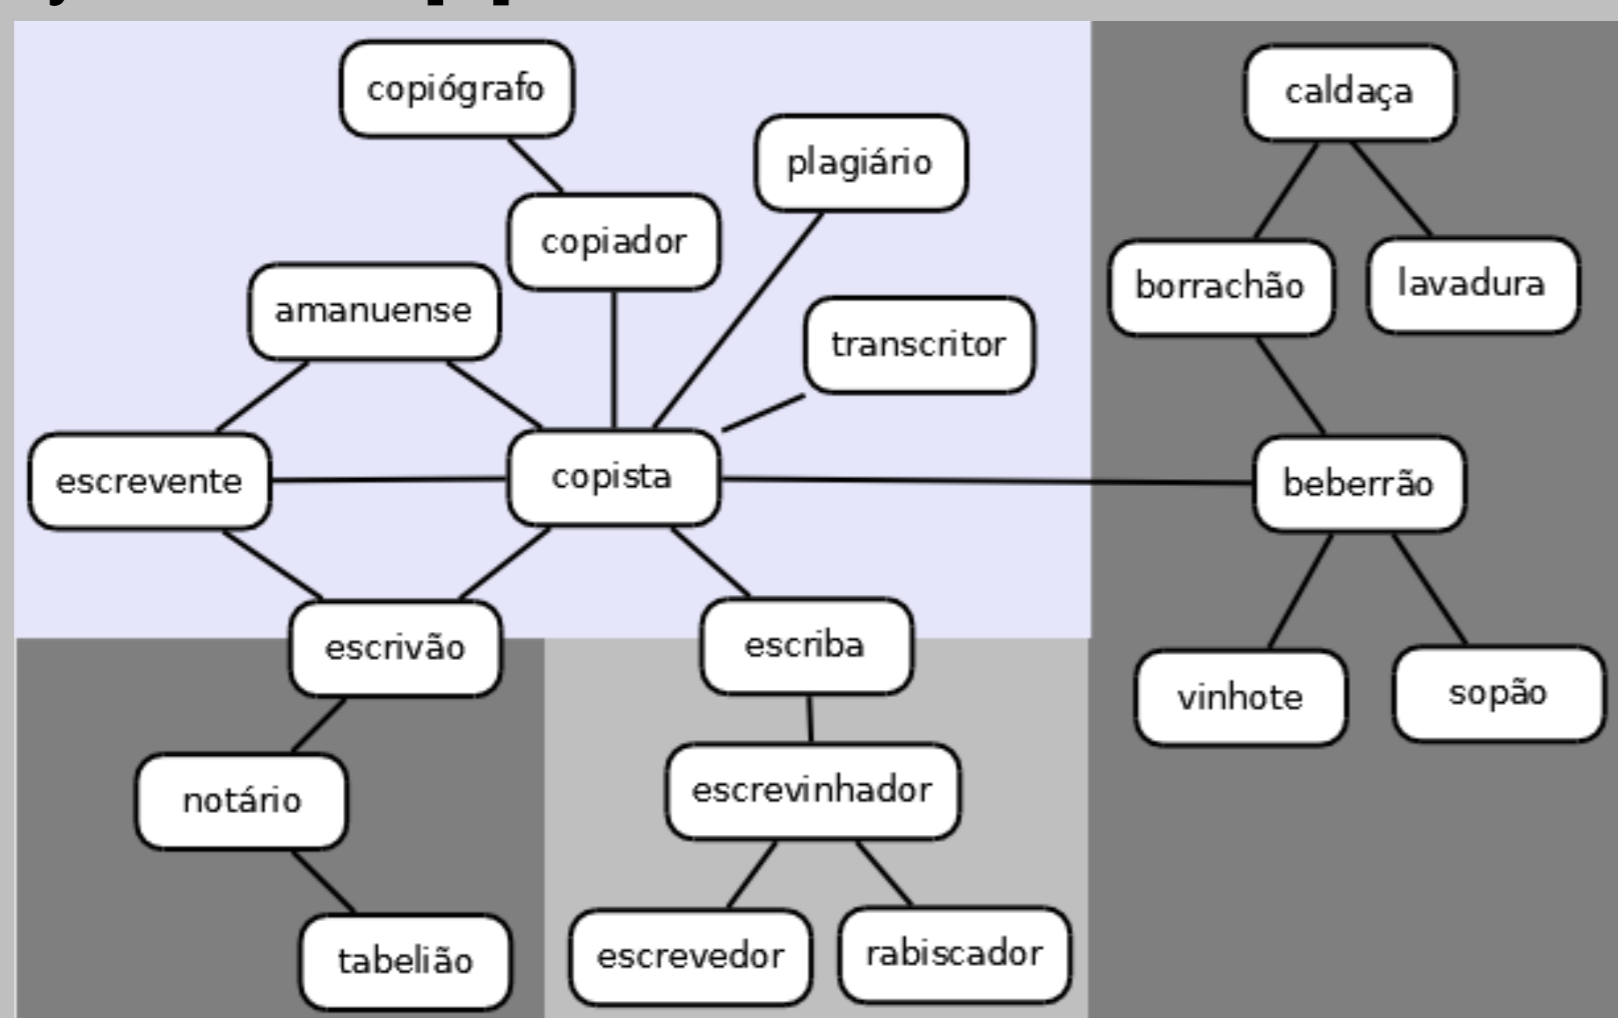 copiógrafo
caldaça
plagiário
copiador
borrachão
lavadura
amanuense
transcritor
escrevente
copista
beberrão
escrivão
escriba
vinhote
sopão
notário
escrevinhador
tabelião
escrevedor
rabiscador